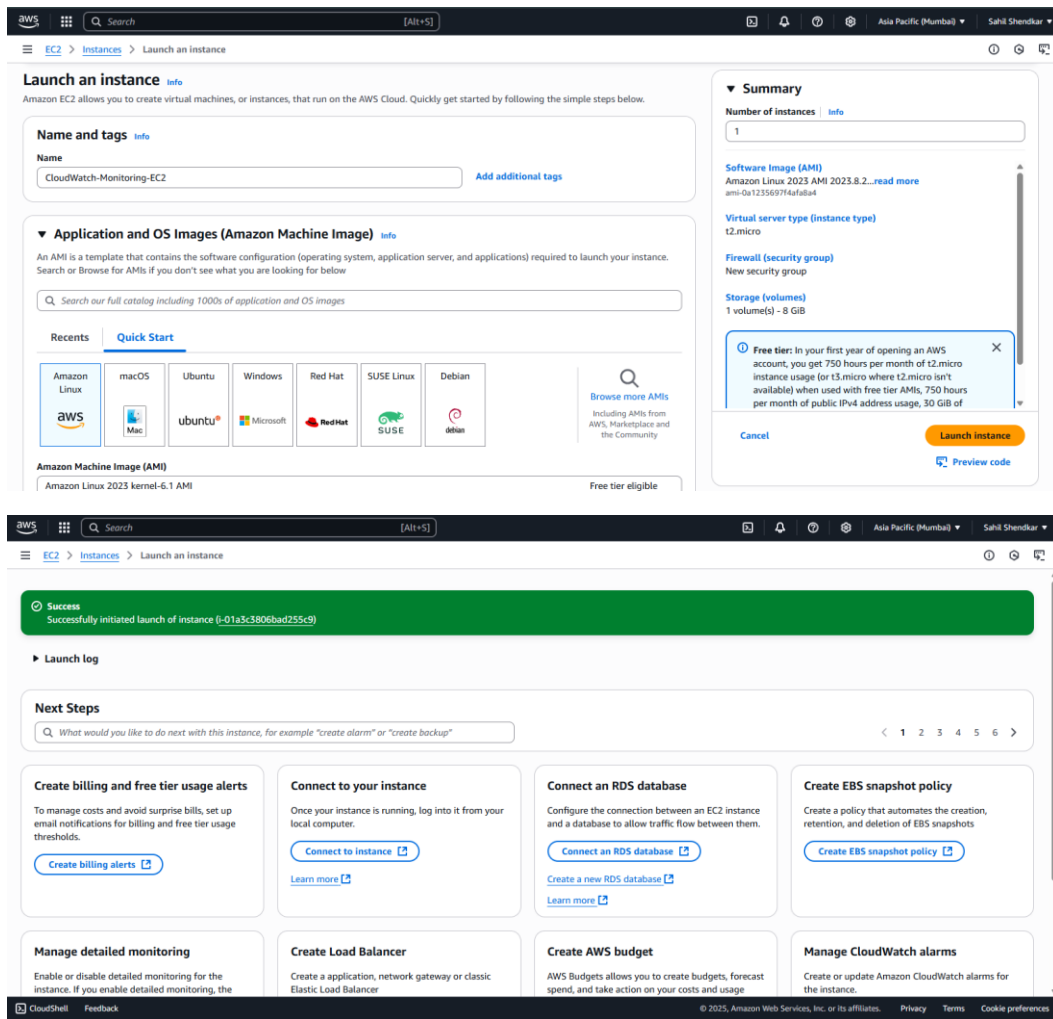 aws
Search
[Alt+S]
Asia Pacific (Mumbai)
Sahil Shendkar
EC2 > Instances > Launch an instance
Launch an instance Info
Amazon EC2 allows you to create virtual machines, or instances, that run on the AWS Cloud. Quickly get started by following the simple steps below.
Name and tags Info
Name
CloudWatch-Monitoring-EC2
Add additional tags
Application and OS Images (Amazon Machine Image) Info
An AMI is a template that contains the software configuration (operating system, application server, and applications) required to launch your instance.
Search or Browse for AMIs if you don't see what you are looking for below
Search our full catalog including 1000s of application and OS images
Recents
Quick Start
Amazon
Linux
aws
macOS
Mac
Ubuntu
ubuntu
Windows
Microsoft
Red Hat
RedHat
SUSE Linux
SUSE
Debian
debian
Browse more AMIs
Including AMIs from
AWS, Marketplace and
the Community
Amazon Machine Image (AMI)
Amazon Linux 2023 kernel-6.1 AMI
Free tier eligible
Summary
Number of instances Info
1
Software Image (AMI)
Amazon Linux 2023 AMI 2023.8.2...read more
ami-0a1235697f4afa8a4
Virtual server type (instance type)
t2.micro
Firewall (security group)
New security group
Storage (volumes)
1 volume(s) - 8 GiB
Free tier: In your first year of opening an AWS
account, you get 750 hours per month of t2.micro
instance usage (or t3.micro where t2.micro isn't
available) when used with free tier AMIs, 750 hours
per month of public IPv4 address usage, 30 GiB of
Cancel
Launch instance
Preview code
aws
Search
[Alt+S]
Asia Pacific (Mumbai)
Sahil Shendkar
EC2 > Instances > Launch an instance
Success
Successfully initiated launch of instance (i-01a3c3806bad255c9)
Launch log
Next Steps
What would you like to do next with this instance, for example "create alarm" or "create backup"
< 1 2 3 4 5 6 >
Create billing and free tier usage alerts
To manage costs and avoid surprise bills, set up
email notifications for billing and free tier usage
thresholds.
Create billing alerts
Connect to your instance
Once your instance is running, log into it from your
local computer.
Connect to instance
Learn more
Connect an RDS database
Configure the connection between an EC2 instance
and a database to allow traffic flow between them.
Connect an RDS database
Create a new RDS database
Learn more
Create EBS snapshot policy
Create a policy that automates the creation,
retention, and deletion of EBS snapshots
Create EBS snapshot policy
Manage detailed monitoring
Enable or disable detailed monitoring for the
instance. If you enable detailed monitoring, the
Create Load Balancer
Create a application, network gateway or classic
Elastic Load Balancer
Create AWS budget
AWS Budgets allows you to create budgets, forecast
spend, and take action on your costs and usage
Manage CloudWatch alarms
Create or update Amazon CloudWatch alarms for
the instance.
CloudShell
Feedback
© 2025, Amazon Web Services, Inc. or its affiliates.
Privacy
Terms
Cookie preferences